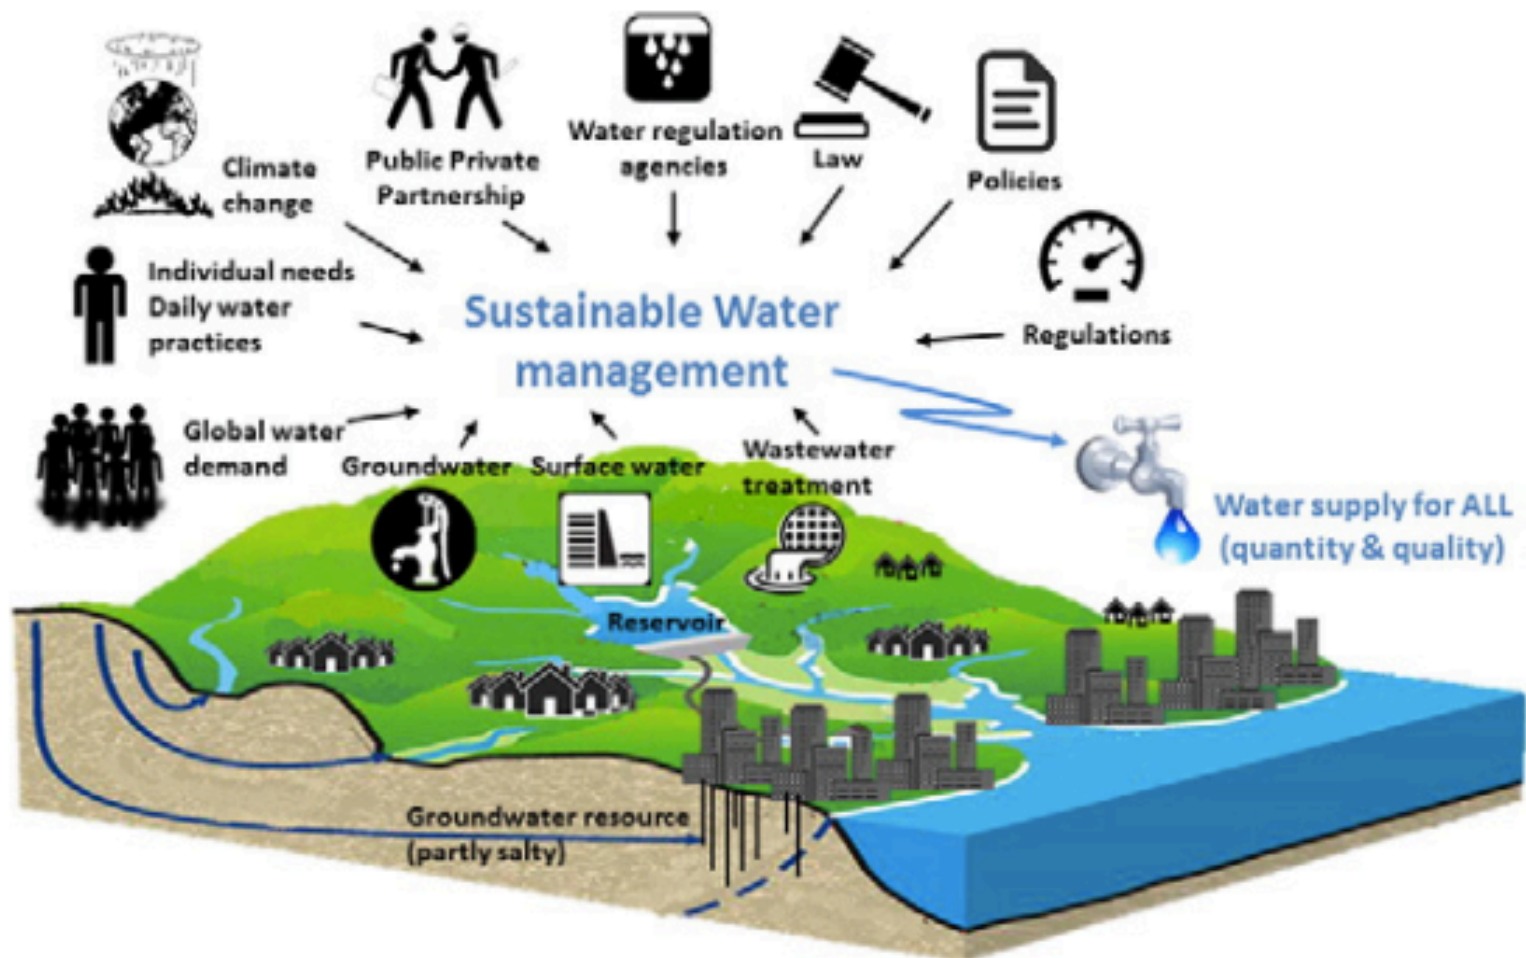 Climate
change
Public Private
Partnership
Water regulation
agencies
Law
Policies
Individual needs
Daily water
practices
Sustainable Water
management
Regulations
Global water
demand
Groundwater
Surface water
Wastewater
treatment
Water supply for ALL
(quantity & quality)
Reservoir
Groundwater resource
(partly salty)